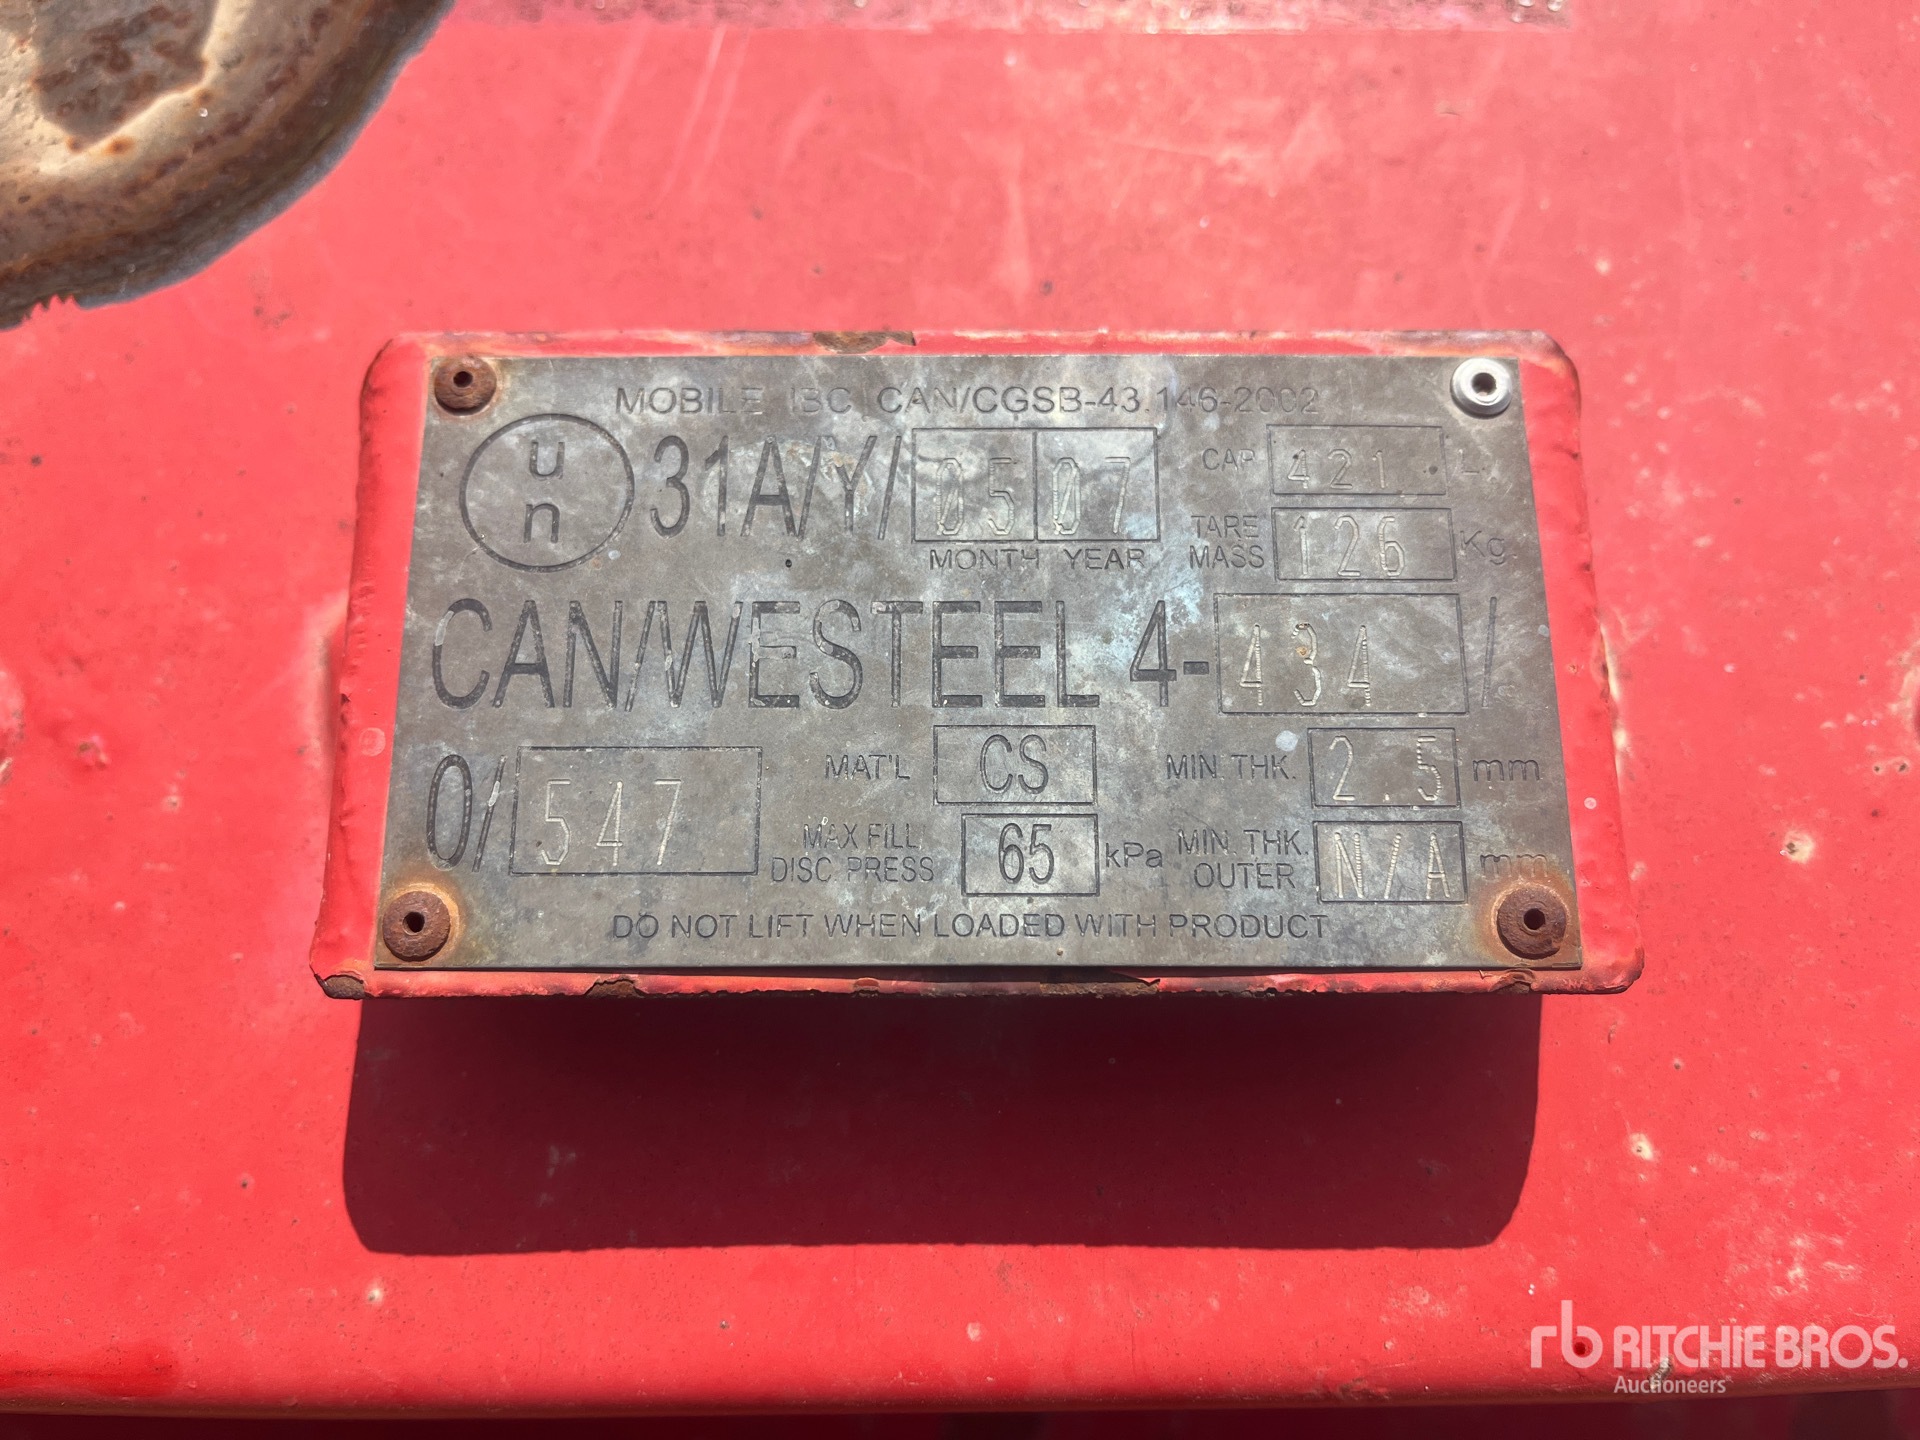 MOBILE IBC CAN/CGSB-43.146-2002
un 31A/Y/ 05 07 CAP 421 L
MONTH YEAR TARE MASS 126 Kg.
CAN/WESTEEL 4- 434 /
0/ 547 MAT'L CS MIN. THK. 2.5 mm
MAX FILL/DISC. PRESS 65 kPa MIN. THK. OUTER N/A mm
DO NOT LIFT WHEN LOADED WITH PRODUCT
rb RITCHIE BROS.
Auctioneers